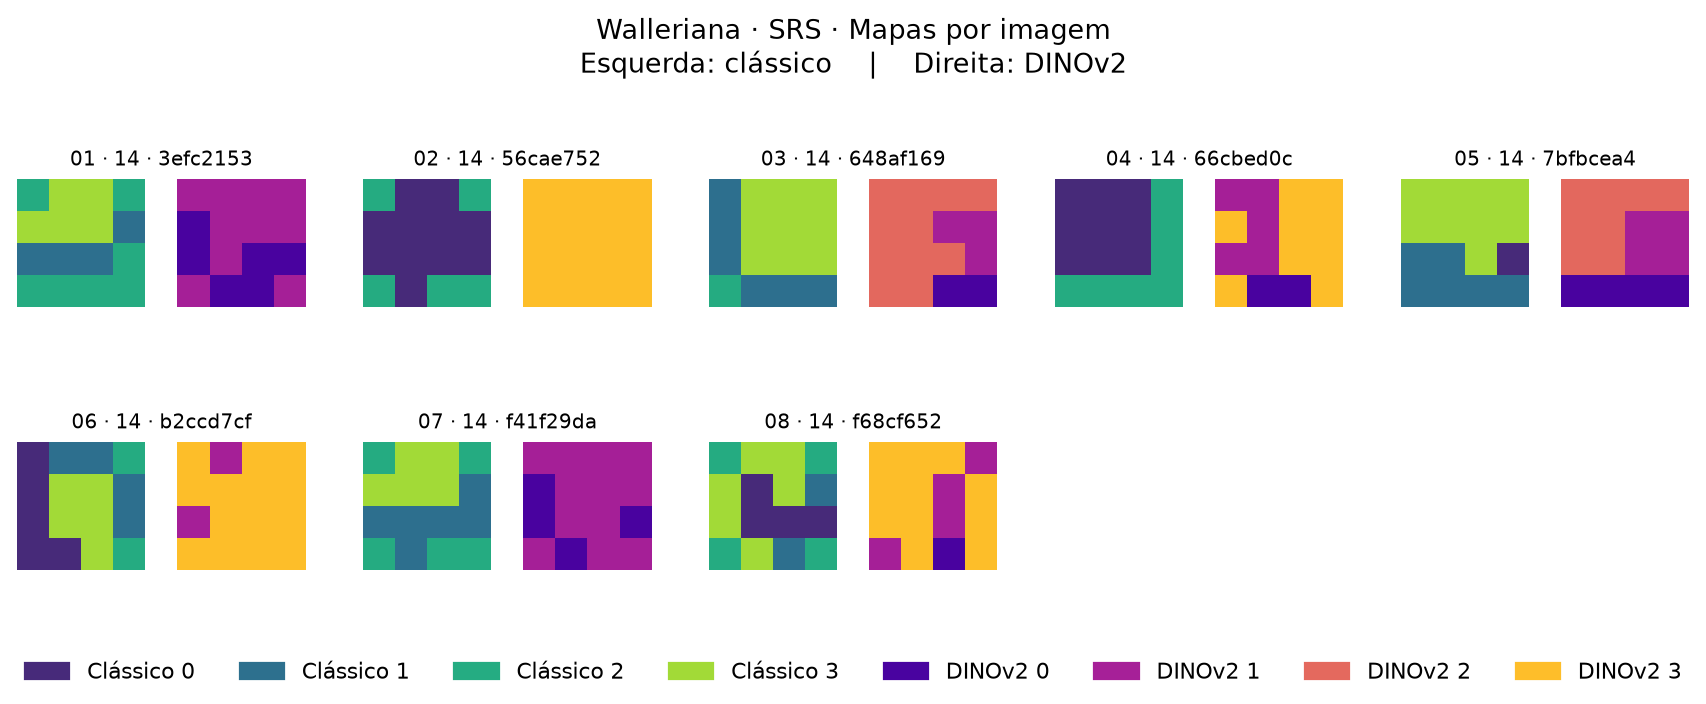 Walleriana · SRS · Mapas por imagem
Esquerda: clássico | Direita: DINOv2
01 · 14 · 3efc2153
02 · 14 · 56cae752
03 · 14 · 648af169
04 · 14 · 66cbed0c
05 · 14 · 7bfbcea4
06 · 14 · b2ccd7cf
07 · 14 · f41f29da
08 · 14 · f68cf652
Clássico 0
Clássico 1
Clássico 2
Clássico 3
DINOv2 0
DINOv2 1
DINOv2 2
DINOv2 3